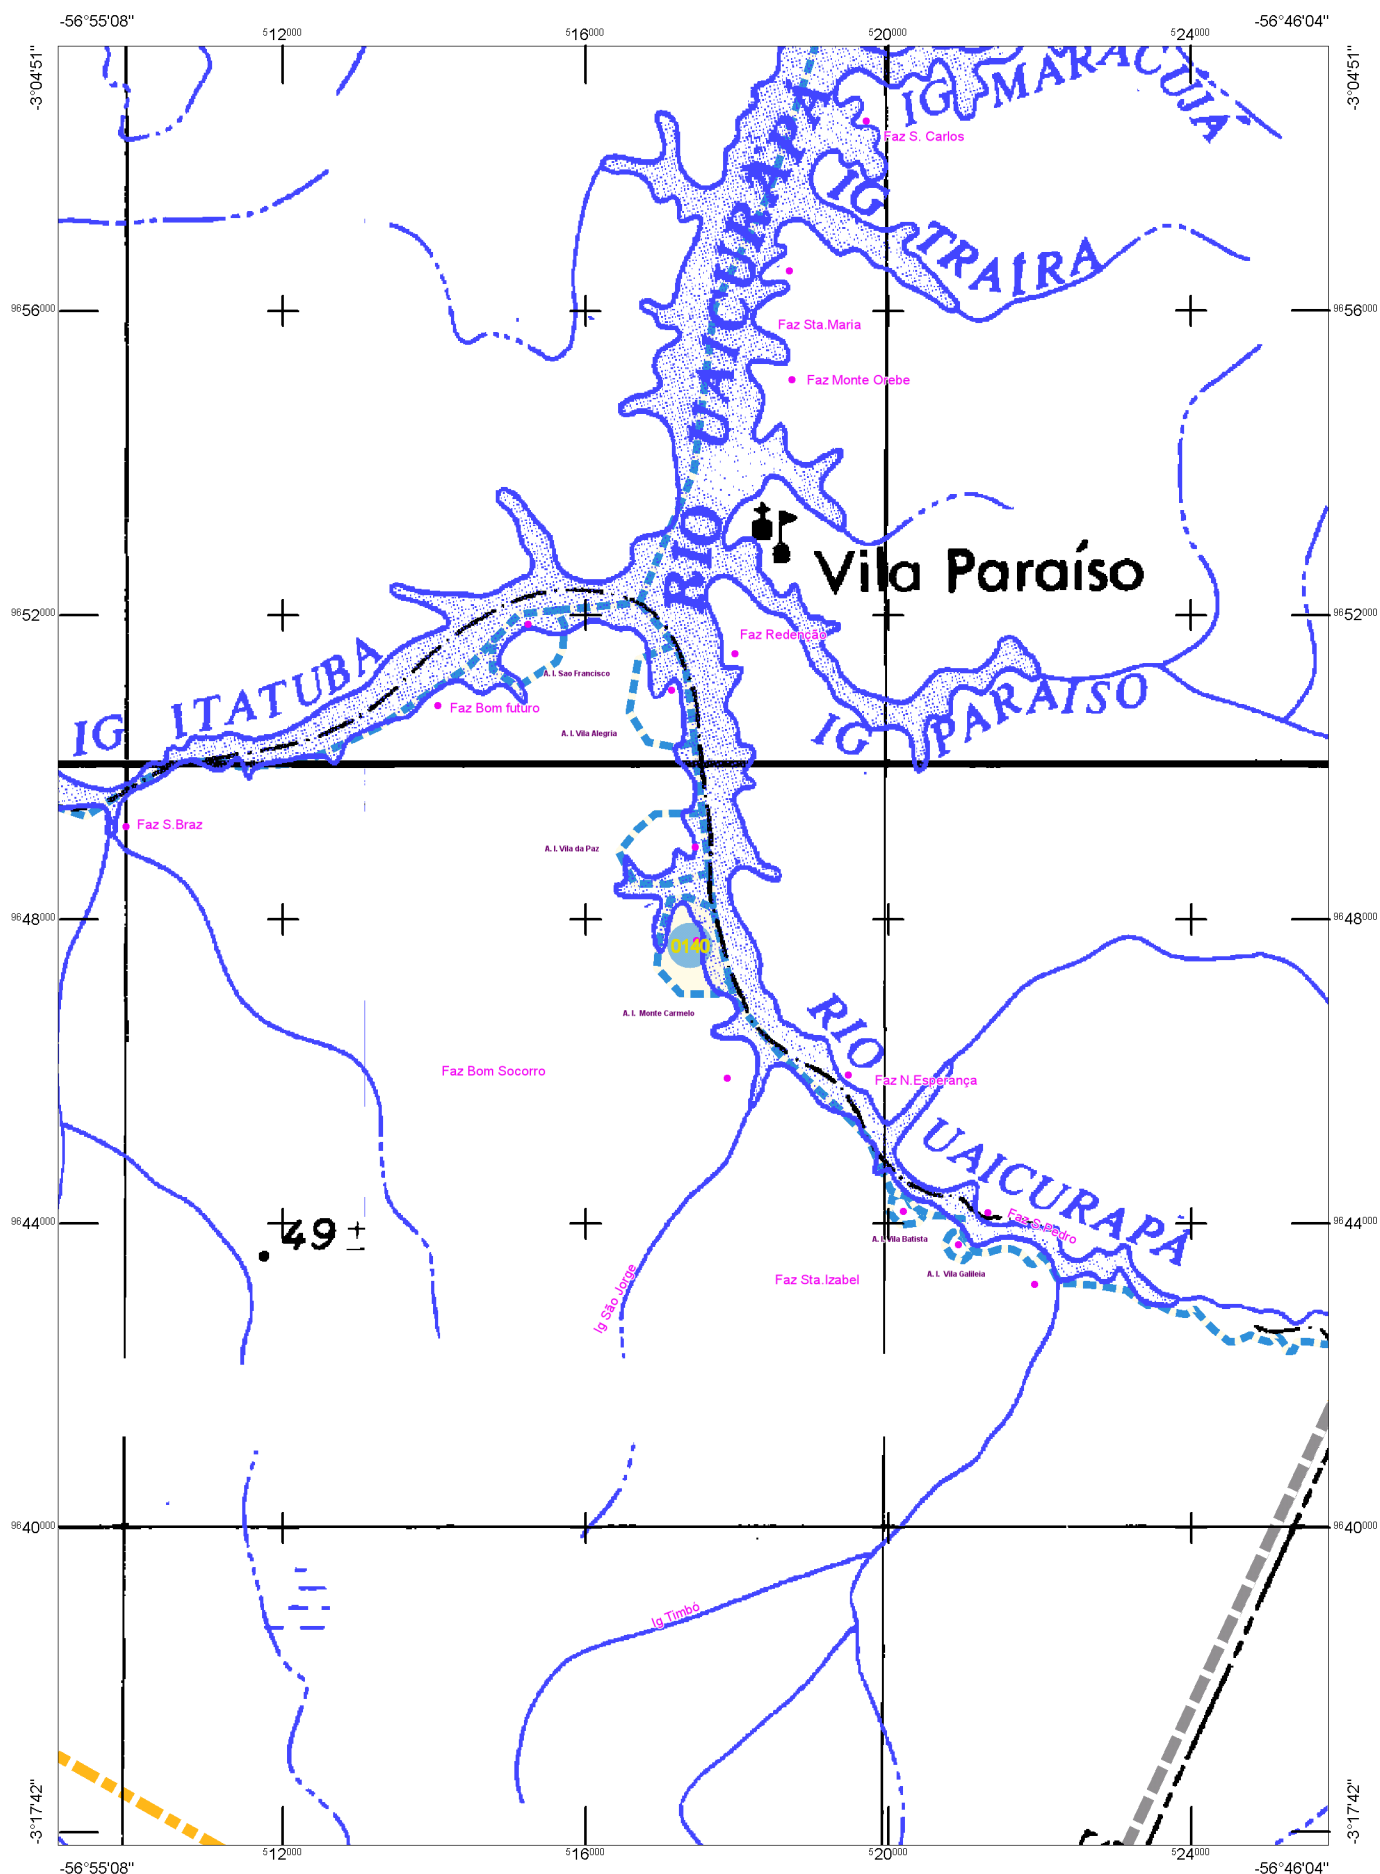 -56°55'08"
-56°46'04"
512000
516000
520000
524000
-3°04'51"
-3°04'51"
IG MARACUJÁ
Faz S. Carlos
RIO UAICURAPÁ
IG TRAÍRA
9656000
9656000
Faz Sta.Maria
Faz Monte Orebe
Vila Paraíso
9652000
9652000
Faz Redenção
A. I. Sao Francisco
IG ITATUBA
Faz Bom futuro
A. I. Vila Alegria
IG PARAISO
Faz S.Braz
A. I. Vila da Paz
9648000
9648000
0140
A. I. Monte Carmelo
RIO UAICURAPÁ
Faz Bom Socorro
Faz N.Esperança
9644000
9644000
49 ±
Faz S.Pedro
A. I. Vila Batista
A. I. Vila Galileia
Faz Sta.Izabel
Ig São Jorge
9640000
9640000
Ig Timbó
-3°17'42"
-3°17'42"
512000
516000
520000
524000
-56°55'08"
-56°46'04"